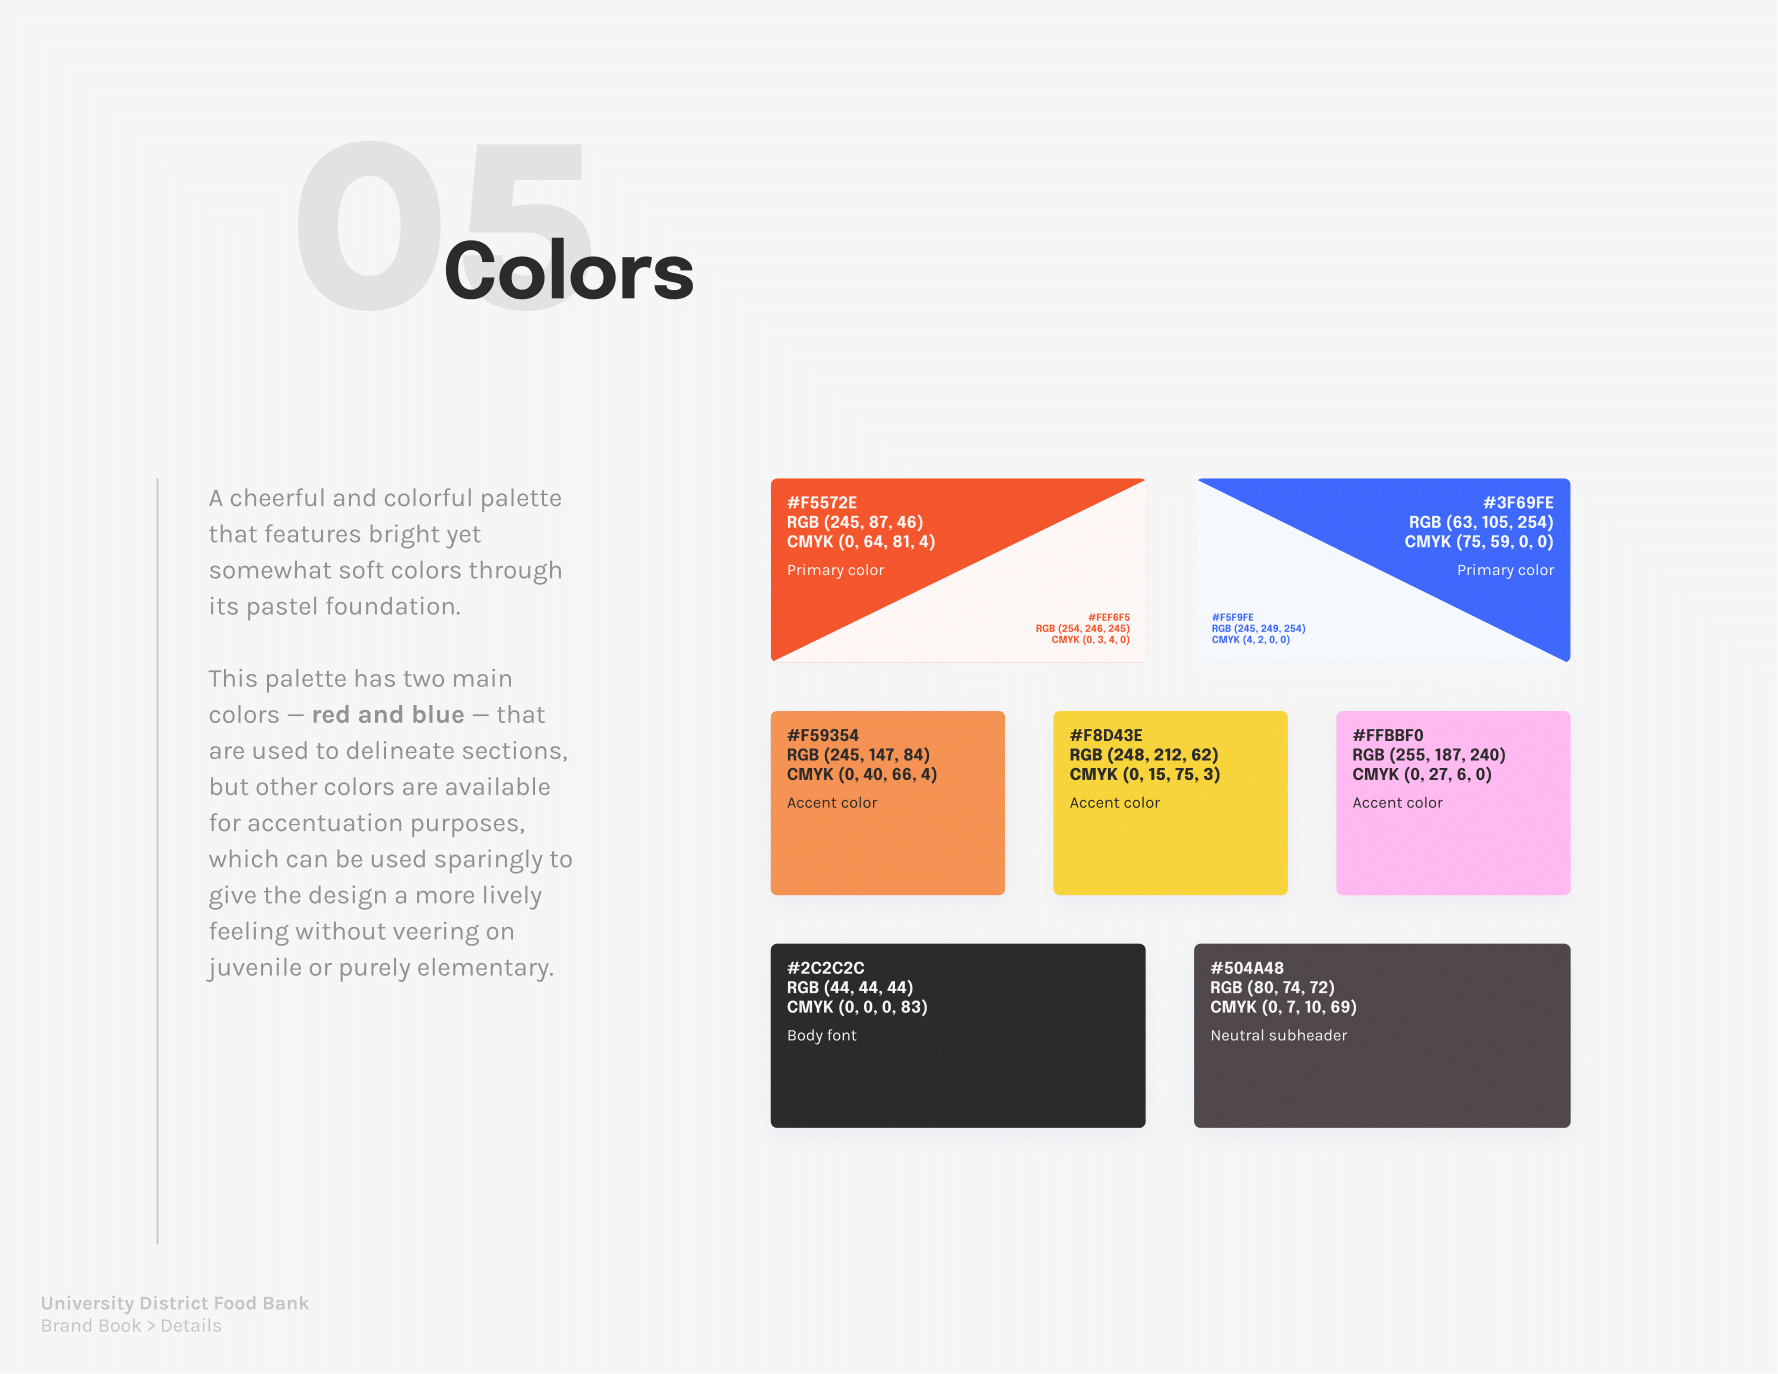 05
Colors
A cheerful and colorful palette
that features bright yet
somewhat soft colors through
its pastel foundation.
This palette has two main
colors — red and blue — that
are used to delineate sections,
but other colors are available
for accentuation purposes,
which can be used sparingly to
give the design a more lively
feeling without veering on
juvenile or purely elementary.
#F5572E
RGB (245, 87, 46)
CMYK (0, 64, 81, 4)
Primary color
#FEF6F5
RGB (254, 246, 245)
CMYK (0, 3, 4, 0)
#3F69FE
RGB (63, 105, 254)
CMYK (75, 59, 0, 0)
Primary color
#F5F9FE
RGB (245, 249, 254)
CMYK (4, 2, 0, 0)
#F59354
RGB (245, 147, 84)
CMYK (0, 40, 66, 4)
Accent color
#F8D43E
RGB (248, 212, 62)
CMYK (0, 15, 75, 3)
Accent color
#FFBBF0
RGB (255, 187, 240)
CMYK (0, 27, 6, 0)
Accent color
#2C2C2C
RGB (44, 44, 44)
CMYK (0, 0, 0, 83)
Body font
#504A48
RGB (80, 74, 72)
CMYK (0, 7, 10, 69)
Neutral subheader
University District Food Bank
Brand Book > Details